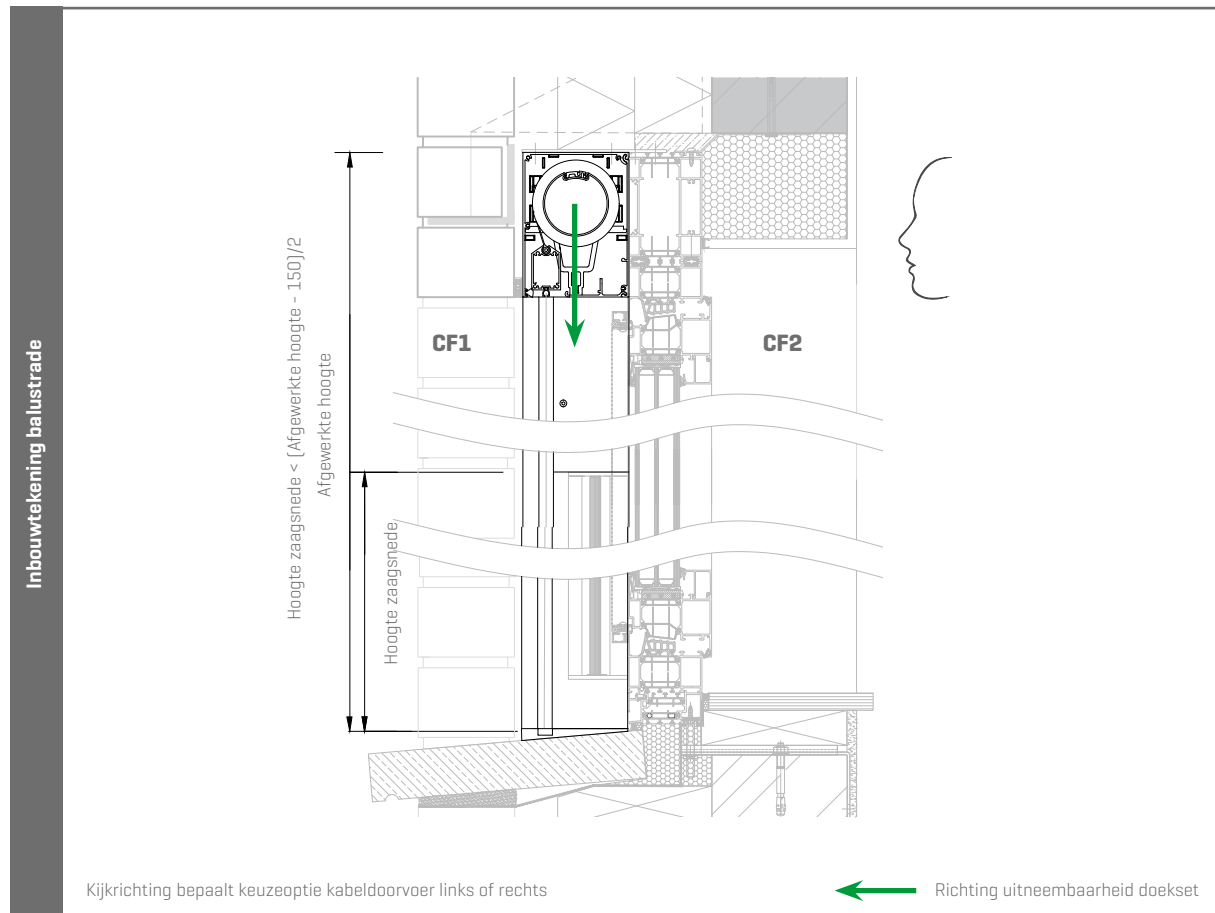 Inbouwtekening balustrade
Hoogte zaagsnede < (Afgewerkte hoogte - 150)/2
Afgewerkte hoogte
Hoogte zaagsnede
CF1
CF2
Kijkrichting bepaalt keuzeoptie kabeldoorvoer links of rechts
Richting uitneembaarheid doekset